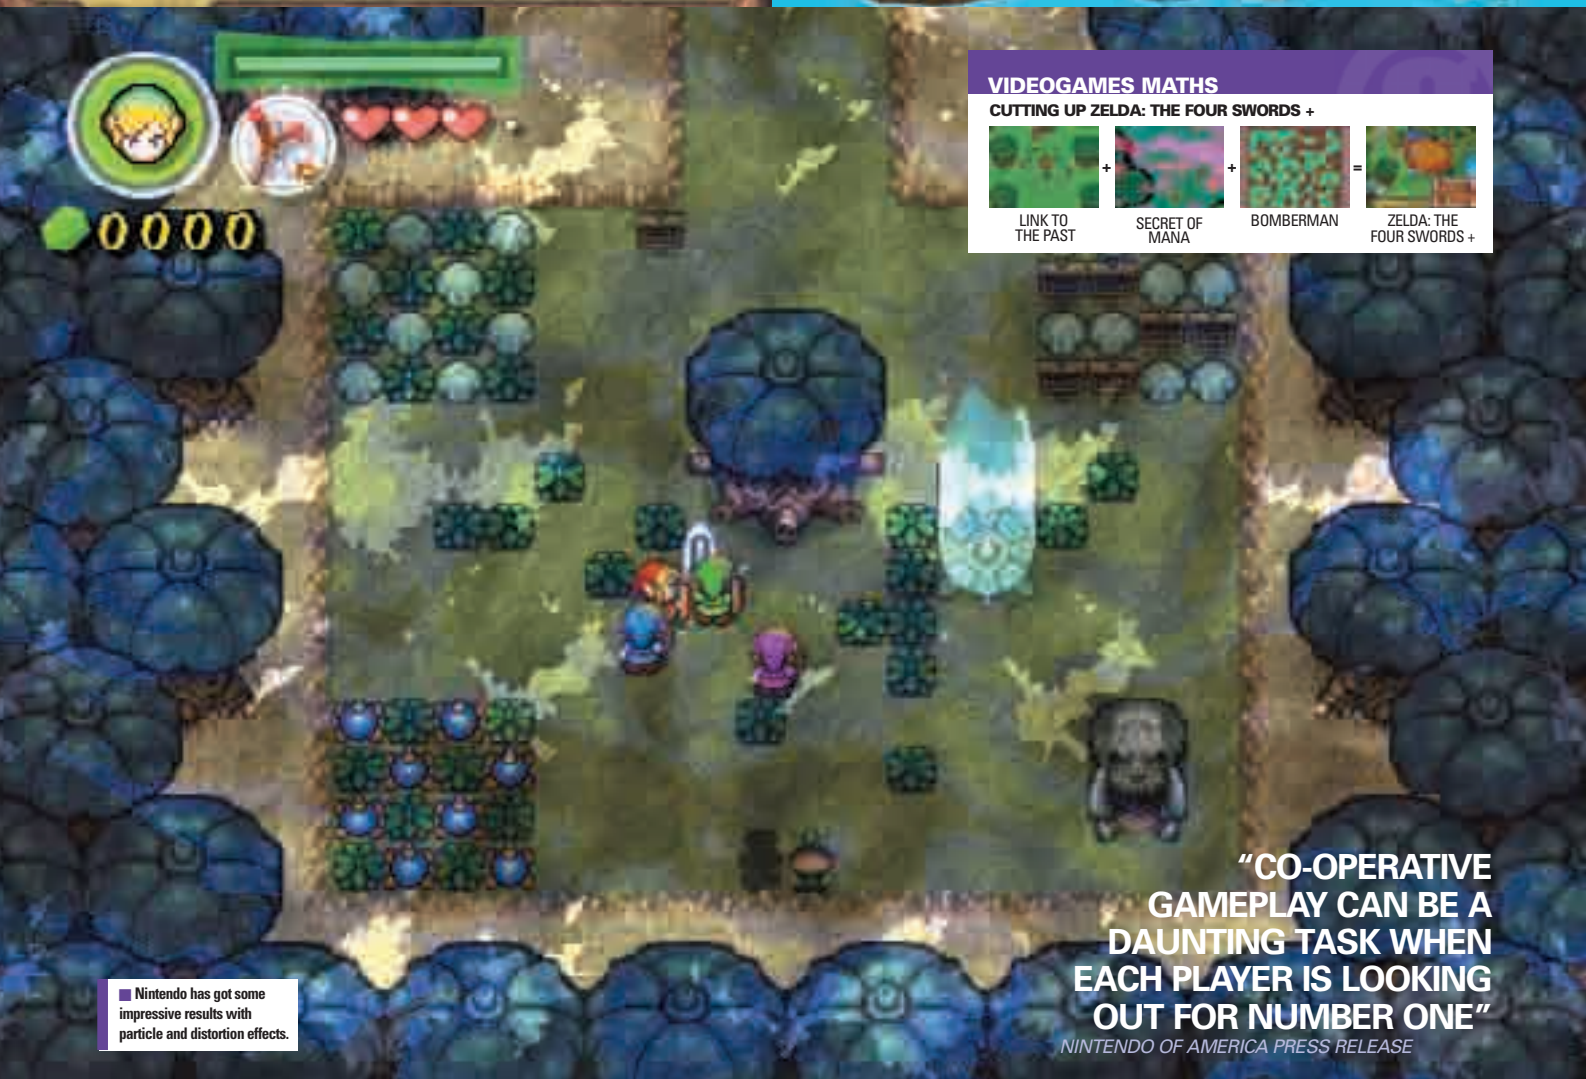 0000
VIDEOGAMES MATHS
CUTTING UP ZELDA: THE FOUR SWORDS +
+ + =
LINK TO
THE PAST
SECRET OF
MANA
BOMBERMAN
ZELDA: THE
FOUR SWORDS +
"CO-OPERATIVE
GAMEPLAY CAN BE A
DAUNTING TASK WHEN
EACH PLAYER IS LOOKING
OUT FOR NUMBER ONE"
NINTENDO OF AMERICA PRESS RELEASE
■ Nintendo has got some
impressive results with
particle and distortion effects.